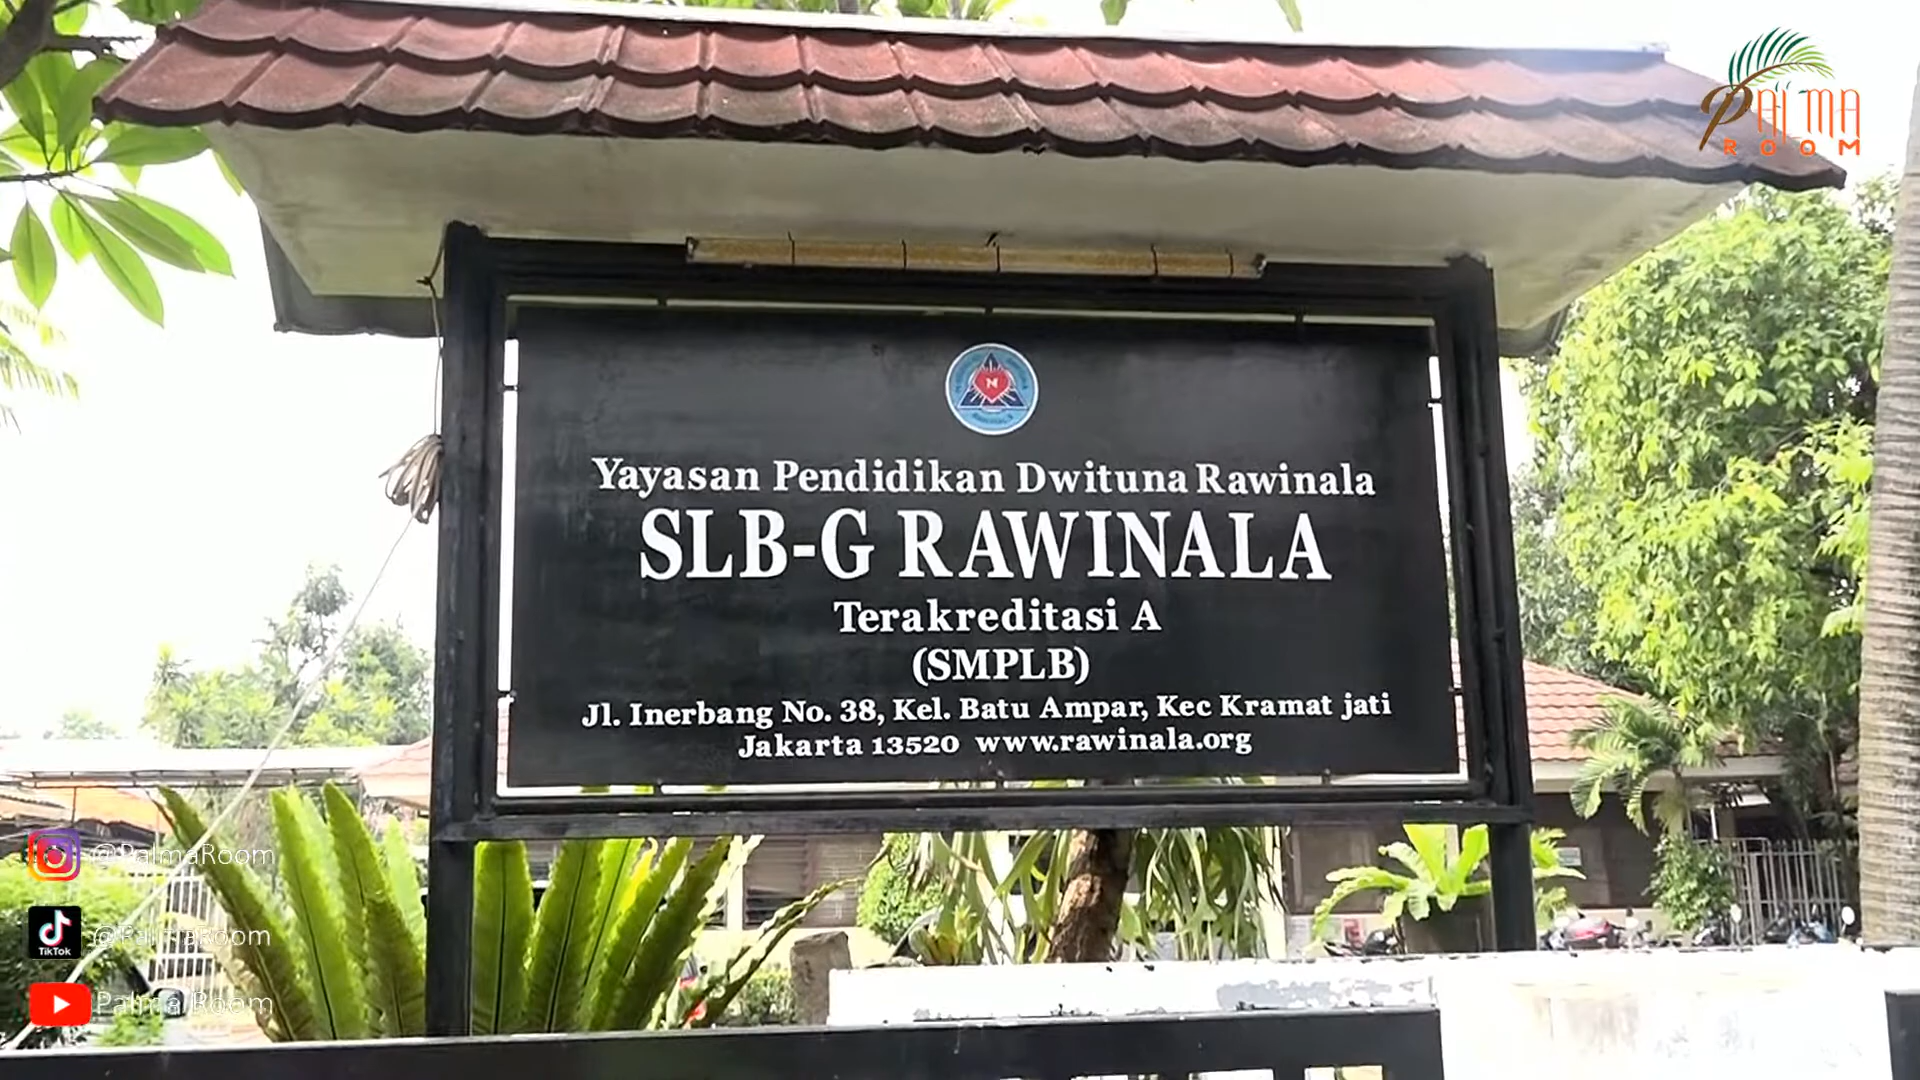 PALMA
ROOM
Yayasan Pendidikan Dwituna Rawinala
SLB-G RAWINALA
Terakreditasi A
(SMPLB)
Jl. Inerbang No. 38, Kel. Batu Ampar, Kec Kramat jati
Jakarta 13520 www.rawinala.org
@PalmaRoom
TikTok
@PalmaRoom
Palma Room